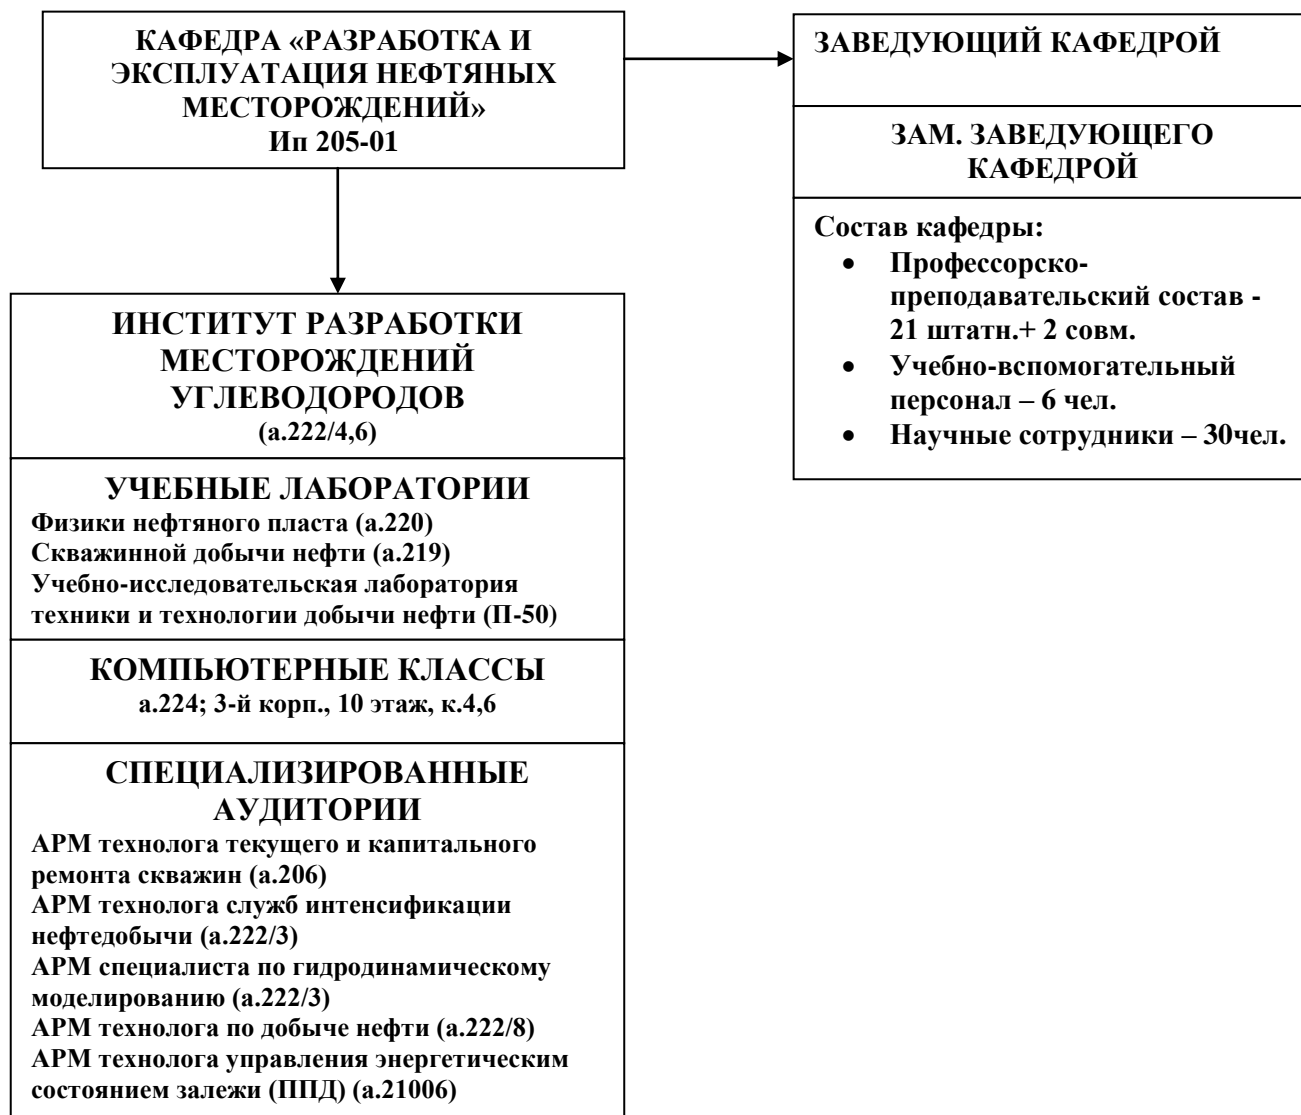 КАФЕДРА «РАЗРАБОТКА И
ЭКСПЛУАТАЦИЯ НЕФТЯНЫХ
МЕСТОРОЖДЕНИЙ»
Ип 205-01
ЗАВЕДУЮЩИЙ КАФЕДРОЙ
ЗАМ. ЗАВЕДУЮЩЕГО
КАФЕДРОЙ
Состав кафедры:
• Профессорско-
преподавательский состав -
21 штатн.+ 2 совм.
• Учебно-вспомогательный
персонал – 6 чел.
• Научные сотрудники – 30чел.
ИНСТИТУТ РАЗРАБОТКИ
МЕСТОРОЖДЕНИЙ
УГЛЕВОДОРОДОВ
(а.222/4,6)
УЧЕБНЫЕ ЛАБОРАТОРИИ
Физики нефтяного пласта (а.220)
Скважинной добычи нефти (а.219)
Учебно-исследовательская лаборатория
техники и технологии добычи нефти (П-50)
КОМПЬЮТЕРНЫЕ КЛАССЫ
а.224; 3-й корп., 10 этаж, к.4,6
СПЕЦИАЛИЗИРОВАННЫЕ
АУДИТОРИИ
АРМ технолога текущего и капитального
ремонта скважин (а.206)
АРМ технолога служб интенсификации
нефтедобычи (а.222/3)
АРМ специалиста по гидродинамическому
моделированию (а.222/3)
АРМ технолога по добыче нефти (а.222/8)
АРМ технолога управления энергетическим
состоянием залежи (ППД) (а.21006)